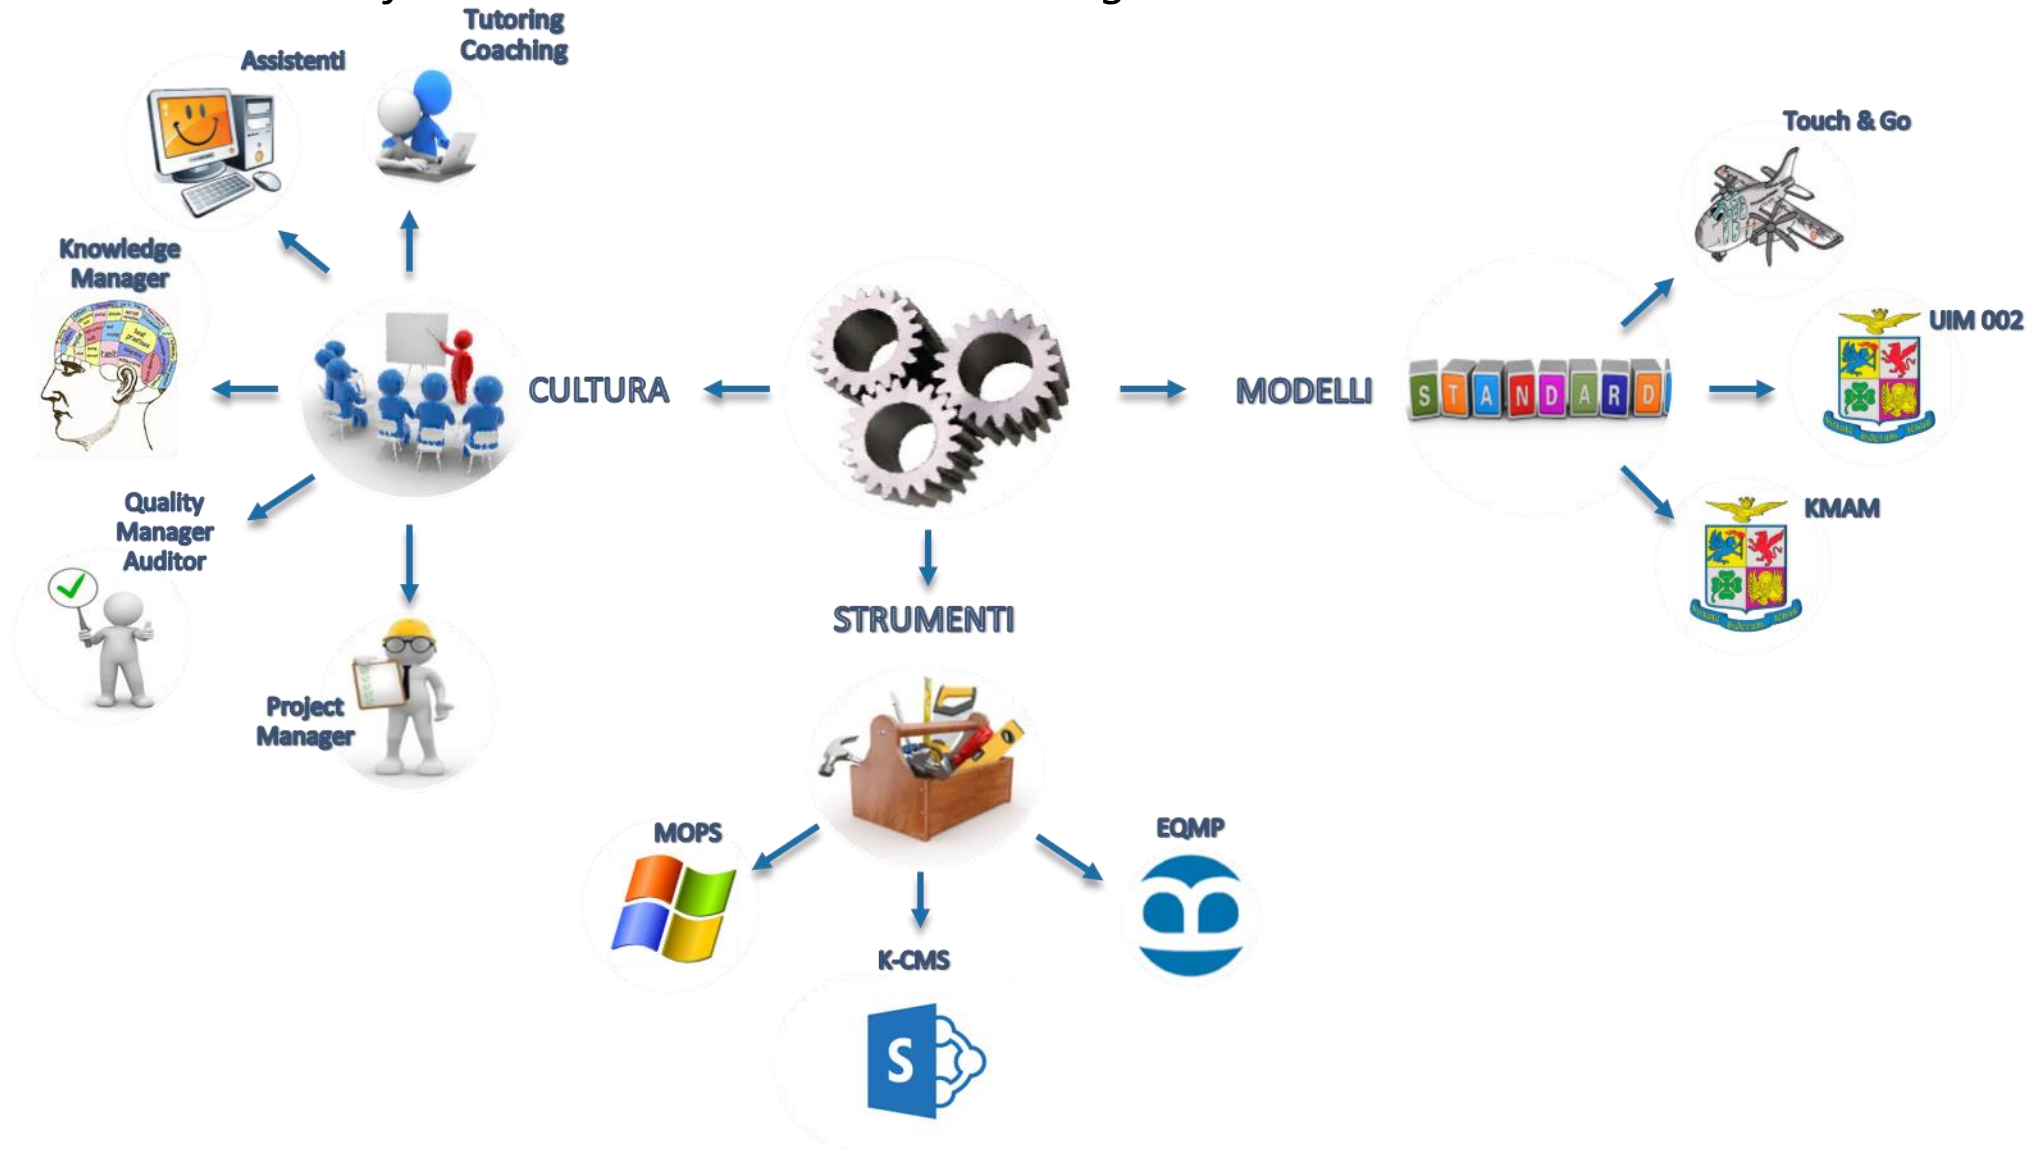 Tutoring
Coaching
Assistenti
Touch & Go
Knowledge
Manager
UIM 002
CULTURA
MODELLI
STANDARD
Quality
Manager
Auditor
KMAM
STRUMENTI
Project
Manager
MOPS
EQMP
K-CMS
S